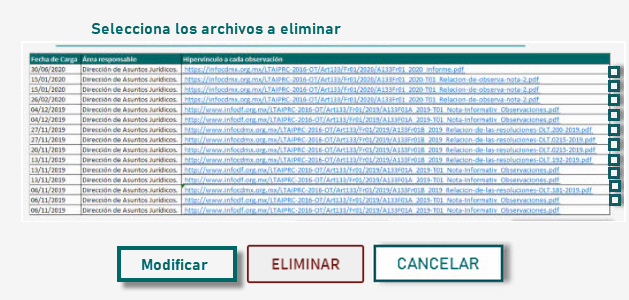 Selecciona los archivos a eliminar
Fecha de Carga Área responsable Hipervínculo a cada observación
30/06/2020 Dirección de Asuntos Jurídicos. https://infocdmx.org.mx/LTAIPRC-2016-OT/Art133/Fr01/2020/A133Fr01_2020_Informe.pdf
15/01/2020 Dirección de Asuntos Jurídicos. https://infocdmx.org.mx/LTAIPRC-2016-OT/Art133/Fr01/2020/A133Fr01_2020-T01_Relacion-de-observa-nota-2.pdf
15/01/2020 Dirección de Asuntos Jurídicos. https://infocdmx.org.mx/LTAIPRC-2016-OT/Art133/Fr01/2020/A133Fr01_2020-T01_Relacion-de-observa-nota-2.pdf
26/02/2020 Dirección de Asuntos Jurídicos. https://infocdmx.org.mx/LTAIPRC-2016-OT/Art133/Fr01/2020/A133Fr01_2020-T01_Relacion-de-observa-nota-2.pdf
04/12/2019 Dirección de Asuntos Jurídicos. http://www.infocdmx.org.mx/LTAIPRC-2016-OT/Art133/Fr01/2019/A133F01A_2019-T01_Nota-Informativ_Observaciones.pdf
04/12/2019 Dirección de Asuntos Jurídicos. http://www.infodf.org.mx/LTAIPRC-2016-OT/Art133/Fr01/2019/A133F01A_2019-T01_Nota-Informativ_Observaciones.pdf
27/11/2019 Dirección de Asuntos Jurídicos. http://www.infocdmx.org.mx/LTAIPRC-2016-OT/Art133/Fr01/2019/A133Fr01B_2019_Relacion-de-las-resoluciones-DLT.200-2019.pdf
27/11/2019 Dirección de Asuntos Jurídicos. http://www.infocdmx.org.mx/LTAIPRC-2016-OT/Art133/Fr01/2019/A133Fr01B_2019_Relacion-de-las-resoluciones-DLT.0215-2019.pdf
20/11/2019 Dirección de Asuntos Jurídicos. http://www.infocdmx.org.mx/LTAIPRC-2016-OT/Art133/Fr01/2019/A133Fr01B_2019_Relacion-de-las-resoluciones-DLT.0213-2019.pdf
13/11/2019 Dirección de Asuntos Jurídicos. http://www.infocdmx.org.mx/LTAIPRC-2016-OT/Art133/Fr01/2019/A133Fr01B_2019_Relacion-de-las-resoluciones-DLT.192-2019.pdf
13/11/2019 Dirección de Asuntos Jurídicos. http://www.infodf.org.mx/LTAIPRC-2016-OT/Art133/Fr01/2019/A133F01A_2019-T01_Nota-Informativ_Observaciones.pdf
13/11/2019 Dirección de Asuntos Jurídicos. http://www.infodf.org.mx/LTAIPRC-2016-OT/Art133/Fr01/2019/A133F01A_2019-T01_Nota-Informativ_Observaciones.pdf
06/11/2019 Dirección de Asuntos Jurídicos. http://www.infocdmx.org.mx/LTAIPRC-2016-OT/Art133/Fr01/2019/A133Fr01B_2019_Relacion-de-las-resoluciones-DLT.181-2019.pdf
06/11/2019 Dirección de Asuntos Jurídicos. http://www.infodf.org.mx/LTAIPRC-2016-OT/Art133/Fr01/2019/A133F01A_2019-T01_Nota-Informativ_Observaciones.pdf
06/11/2019 Dirección de Asuntos Jurídicos. http://www.infodf.org.mx/LTAIPRC-2016-OT/Art133/Fr01/2019/A133F01A_2019-T01_Nota-Informativ_Observaciones.pdf
Modificar ELIMINAR CANCELAR